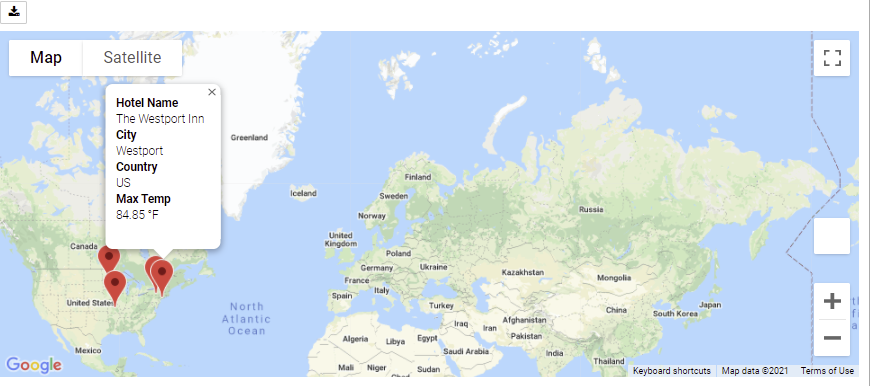 Map
Satellite
Hotel Name
The Westport Inn
City
Westport
Country
US
Max Temp
84.85 °F
Greenland
Iceland
Finland
Sweden
Norway
Russia
United
Kingdom
Poland
Germany
Ukraine
France
Kazakhstan
Mongolia
Italy
Spain
Turkey
China
Japan
South Korea
Canada
United States
North
Atlantic
Ocean
Iraq
Iran
Afghanistan
Pakistan
Algeria
Libya
Egypt
Saudi Arabia
India
Thailand
Mexico
Mali
Niger
Sudan
Google
Keyboard shortcuts
Map data ©2021
Terms of Use